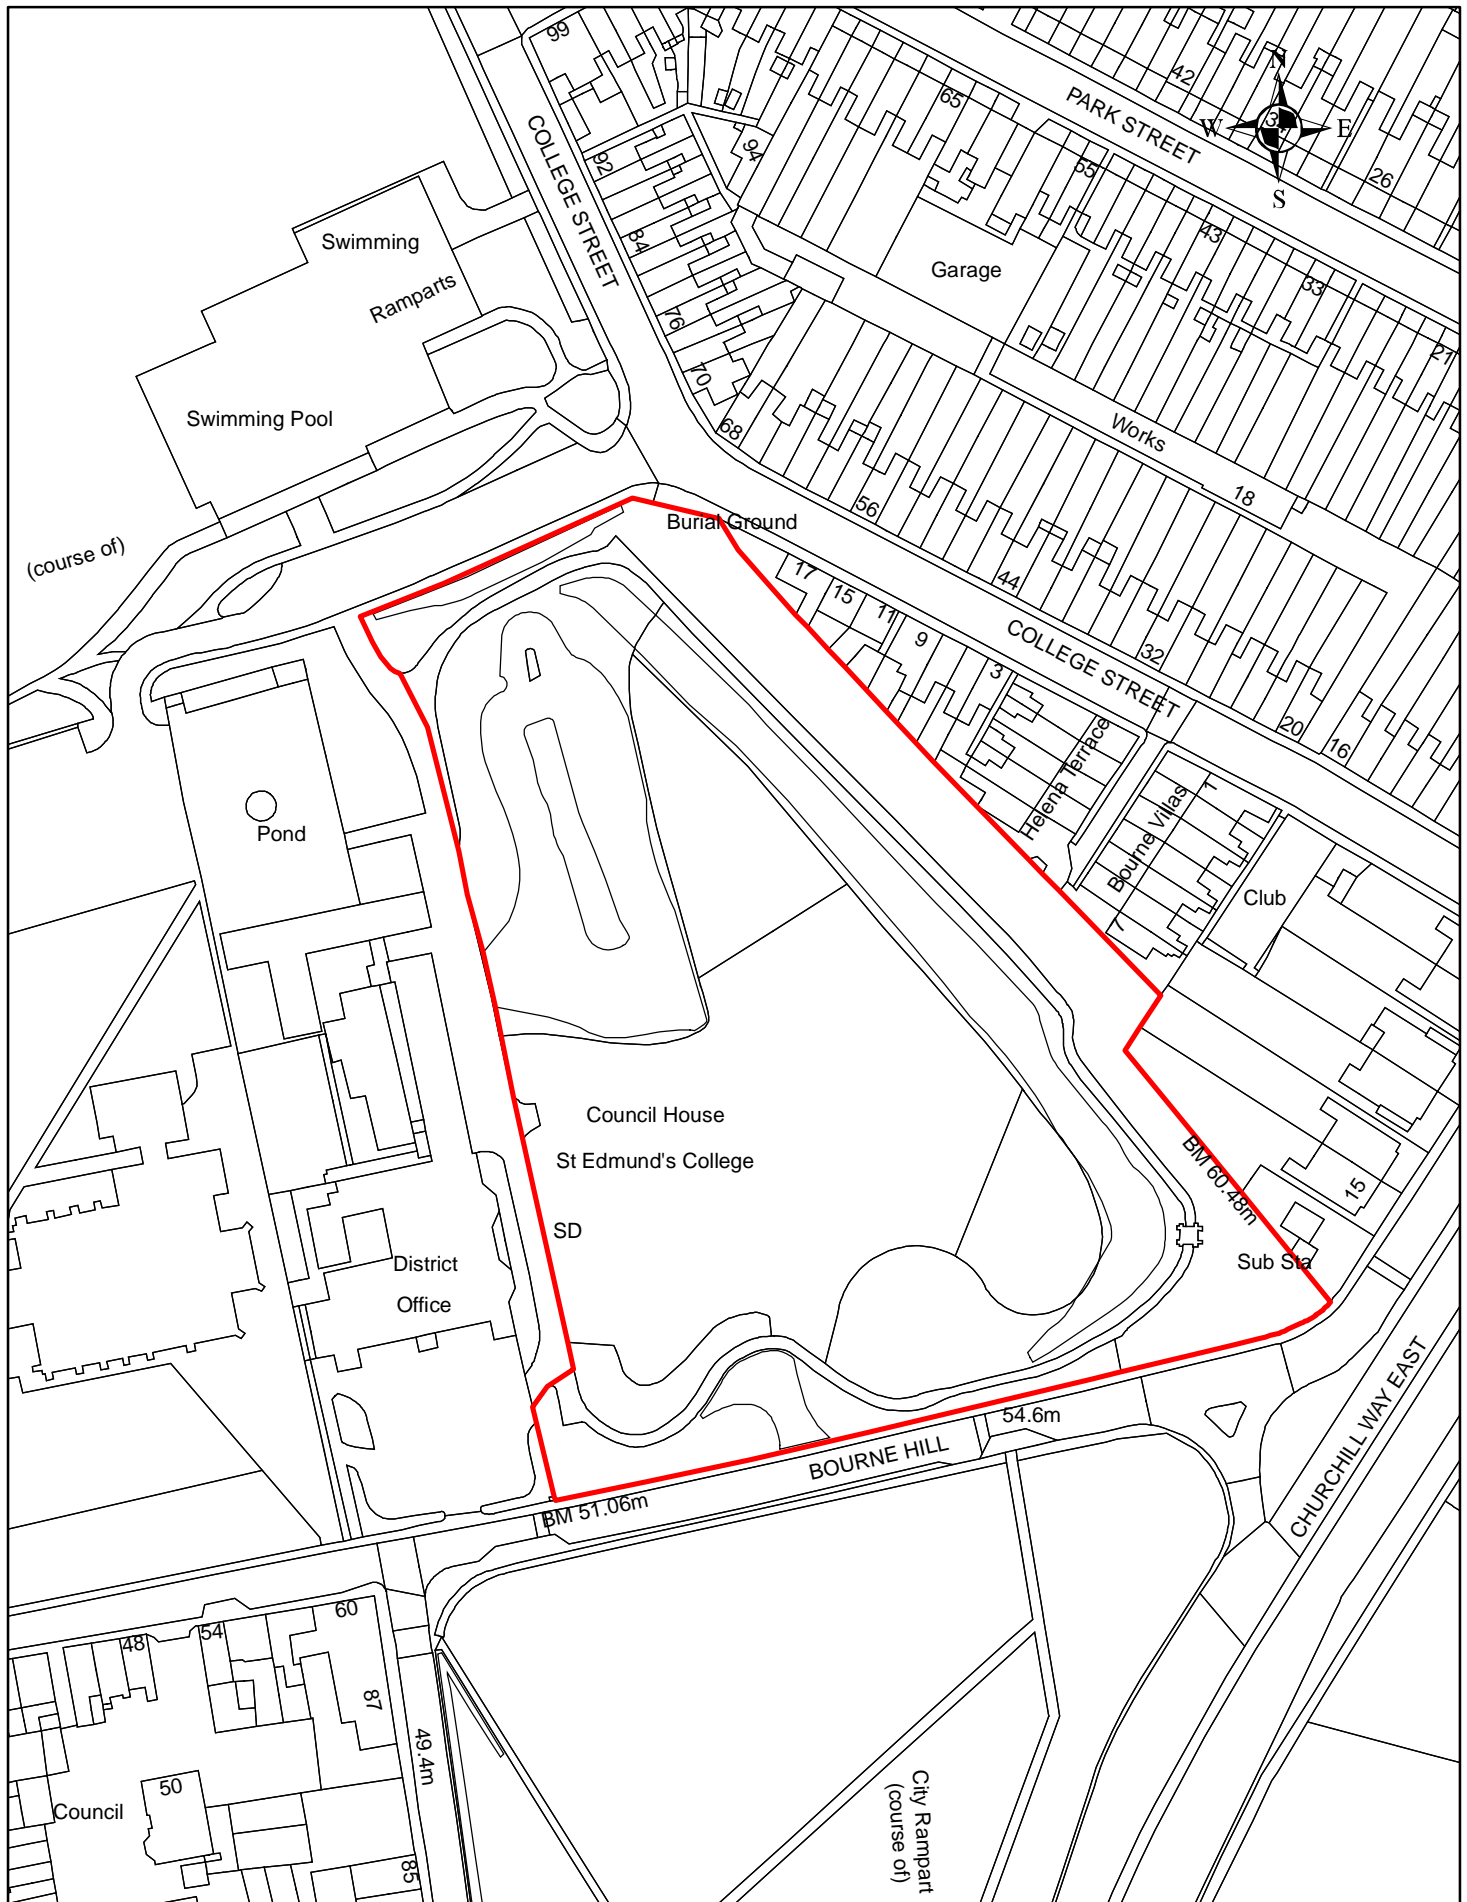 99
COLLEGE STREET
92
94
65
PARK STREET
42
N
W
E
S
34
26
55
43
33
21
Swimming
Ramparts
84
76
70
68
Garage
Swimming Pool
Works
18
(course of)
Burial Ground
56
44
32
20
16
17
15
11
9
3
COLLEGE STREET
Helena Terrace
Bourne Villas
1
7
Club
Pond
Council House
St Edmund's College
SD
District
Office
BM 60.48m
15
Sub Sta
CHURCHILL WAY EAST
54.6m
BOURNE HILL
BM 51.06m
60
54
48
87
49.4m
50
Council
85
City Rampart
(course of)